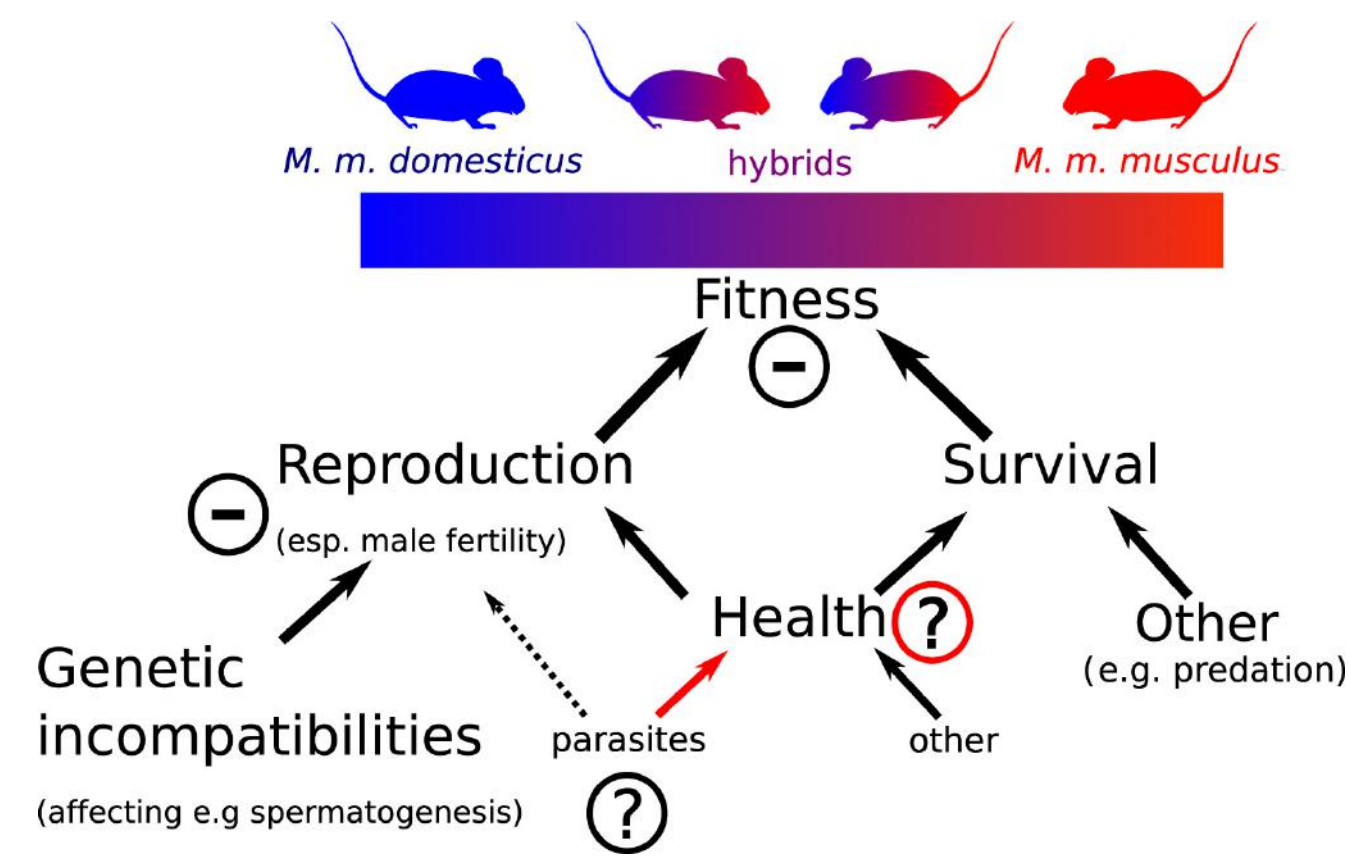 M. m. domesticus
hybrids
M. m. musculus
Fitness
-
Reproduction
Survival
-
(esp. male fertility)
Health
?
Other
(e.g. predation)
Genetic
incompatibilities
parasites
other
(affecting e.g spermatogenesis)
?